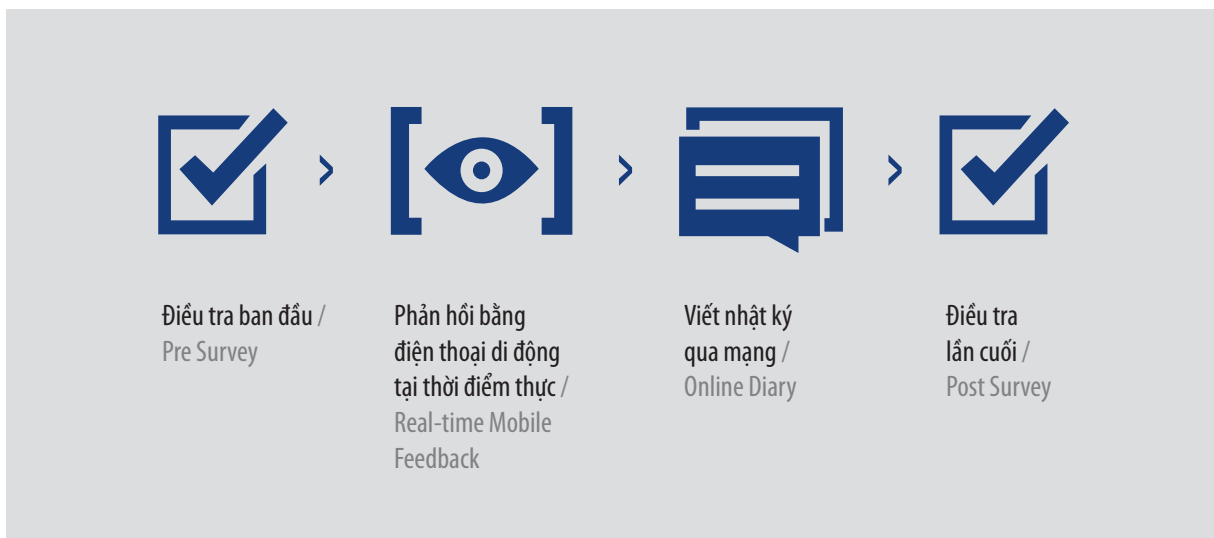 Điều tra ban đầu /
Pre Survey
Phản hồi bằng
điện thoại di động
tại thời điểm thực /
Real-time Mobile
Feedback
Viết nhật ký
qua mạng /
Online Diary
Điều tra
lần cuối /
Post Survey